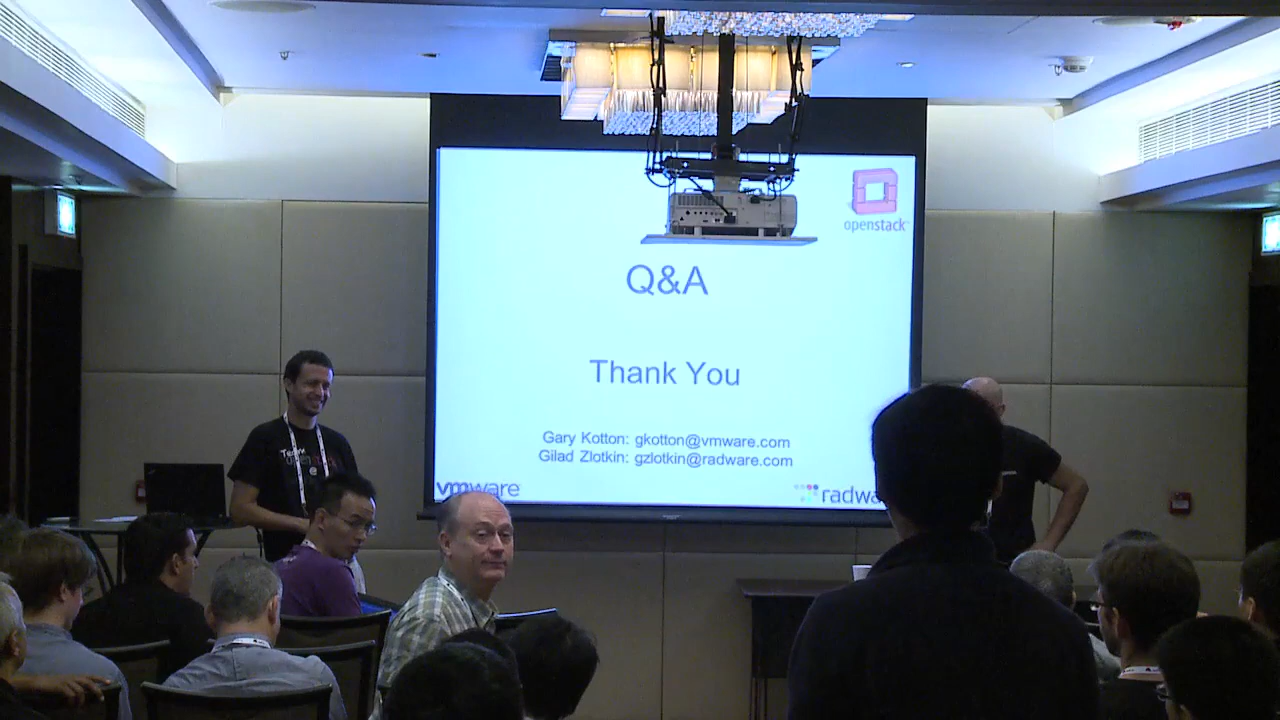 openstack
Q&A
Thank You
Gary Kotton: gkotton@vmware.com
Gilad Zlotkin: gzlotkin@radware.com
vmware
radwa